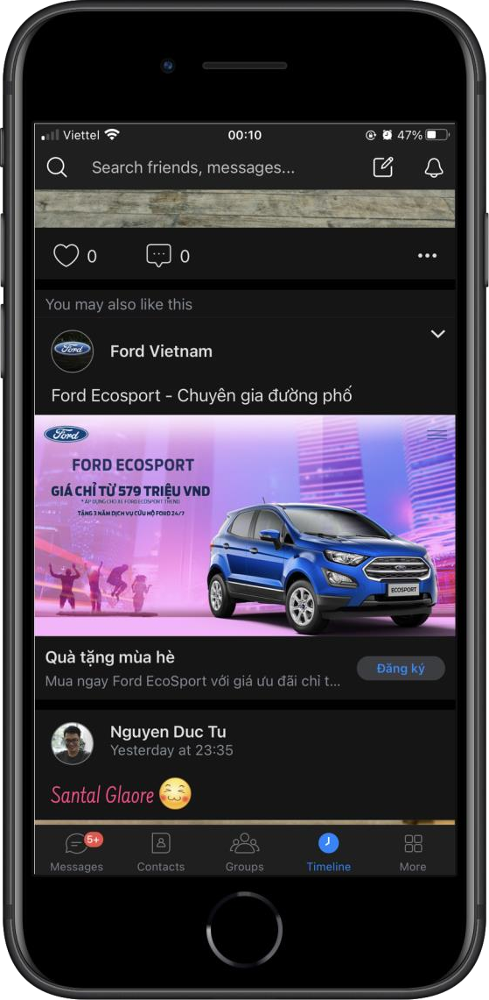 Viettel 00:10 47%
Search friends, messages...
0 0
You may also like this
Ford
Ford Vietnam
Ford Ecosport - Chuyên gia đường phố
Ford
FORD ECOSPORT
GIÁ CHỈ TỪ 579 TRIỆU VND
* ÁP DỤNG CHO XE FORD ECOSPORT TREND
TẶNG 3 NĂM DỊCH VỤ CỨU HỘ FORD 24/7
ECOSPORT
Quà tặng mùa hè
Mua ngay Ford EcoSport với giá ưu đãi chỉ t...
Đăng ký
Nguyen Duc Tu
Yesterday at 23:35
Santal Glaore
5+
Messages Contacts Groups Timeline More